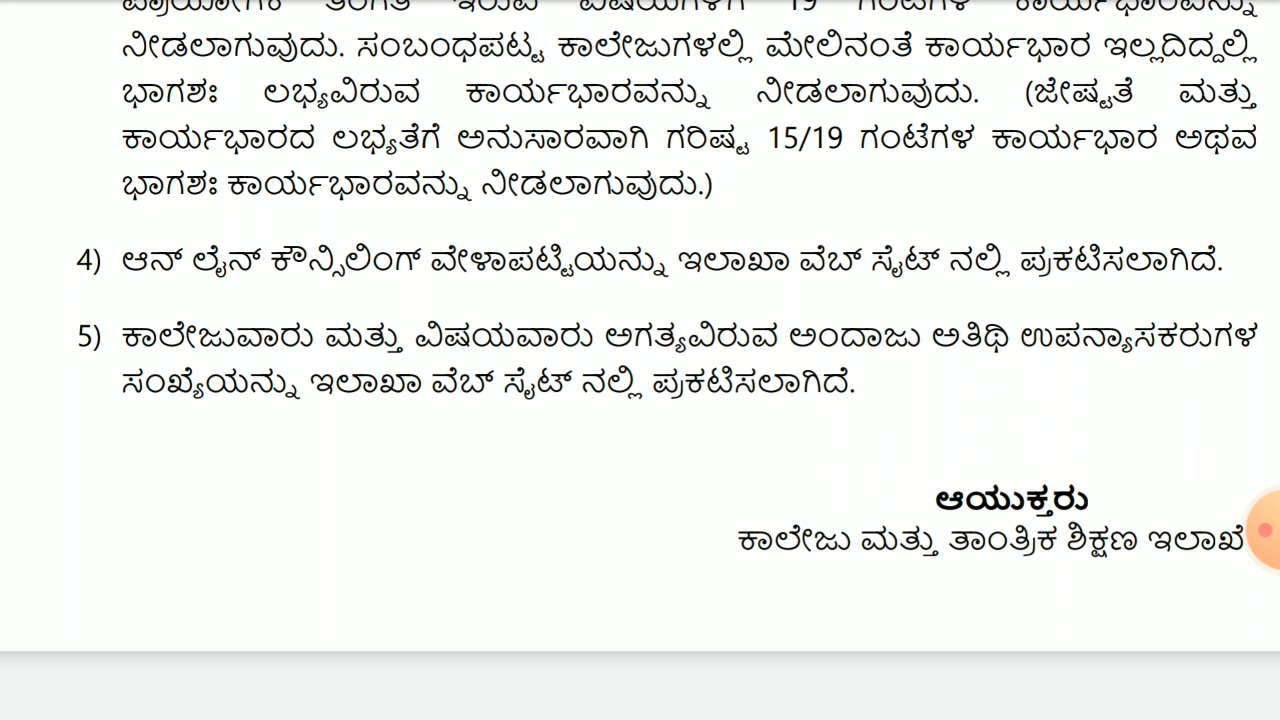 19 ಗಂಟೆಗಳ
ನೀಡಲಾಗುವುದು. ಸಂಬಂಧಪಟ್ಟ ಕಾಲೇಜುಗಳಲ್ಲಿ ಮೇಲಿನಂತೆ ಕಾರ್ಯಭಾರ ಇಲ್ಲದಿದ್ದಲ್ಲಿ
ಭಾಗಶಃ ಲಭ್ಯವಿರುವ ಕಾರ್ಯಭಾರವನ್ನು ನೀಡಲಾಗುವುದು. (ಜೇಷ್ಟತೆ ಮತ್ತು
ಕಾರ್ಯಭಾರದ ಲಭ್ಯತೆಗೆ ಅನುಸಾರವಾಗಿ ಗರಿಷ್ಟ 15/19 ಗಂಟೆಗಳ ಕಾರ್ಯಭಾರ ಅಥವ
ಭಾಗಶಃ ಕಾರ್ಯಭಾರವನ್ನು ನೀಡಲಾಗುವುದು.)
4) ಆನ್ ಲೈನ್ ಕೌನ್ಸಿಲಿಂಗ್ ವೇಳಾಪಟ್ಟಿಯನ್ನು ಇಲಾಖಾ ವೆಬ್ ಸೈಟ್ ನಲ್ಲಿ ಪ್ರಕಟಿಸಲಾಗಿದೆ.
5) ಕಾಲೇಜುವಾರು ಮತ್ತು ವಿಷಯವಾರು ಅಗತ್ಯವಿರುವ ಅಂದಾಜು ಅತಿಥಿ ಉಪನ್ಯಾಸಕರುಗಳ
ಸಂಖ್ಯೆಯನ್ನು ಇಲಾಖಾ ವೆಬ್ ಸೈಟ್ ನಲ್ಲಿ ಪ್ರಕಟಿಸಲಾಗಿದೆ.
ಆಯುಕ್ತರು
ಕಾಲೇಜು ಮತ್ತು ತಾಂತ್ರಿಕ ಶಿಕ್ಷಣ ಇಲಾಖೆ